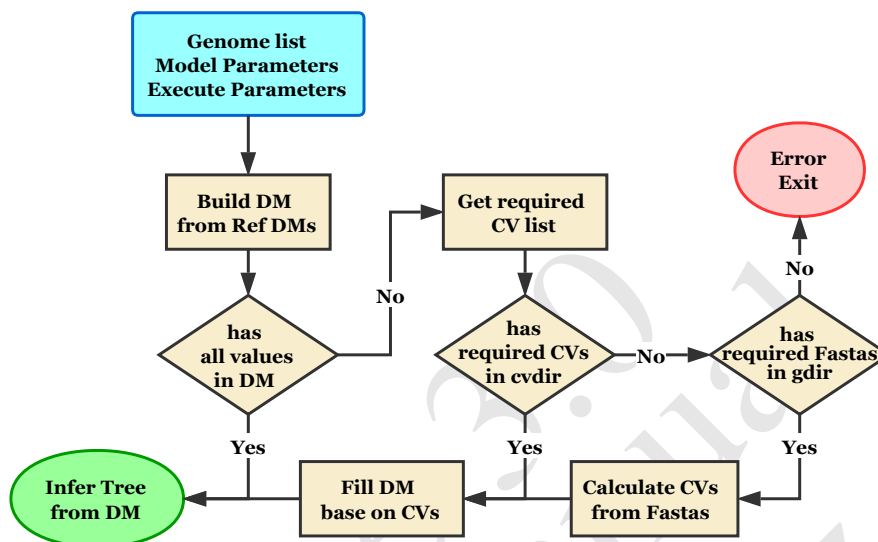 Genome list
Model Parameters
Execute Parameters
Error
Exit
Build DM
from Ref DMs
Get required
CV list
No
No
has
all values
in DM
has
required CVs
in cvdir
No
has
required Fastas
in gdir
Yes
Yes
Yes
Infer Tree
from DM
Fill DM
base on CVs
Calculate CVs
from Fastas
3.0